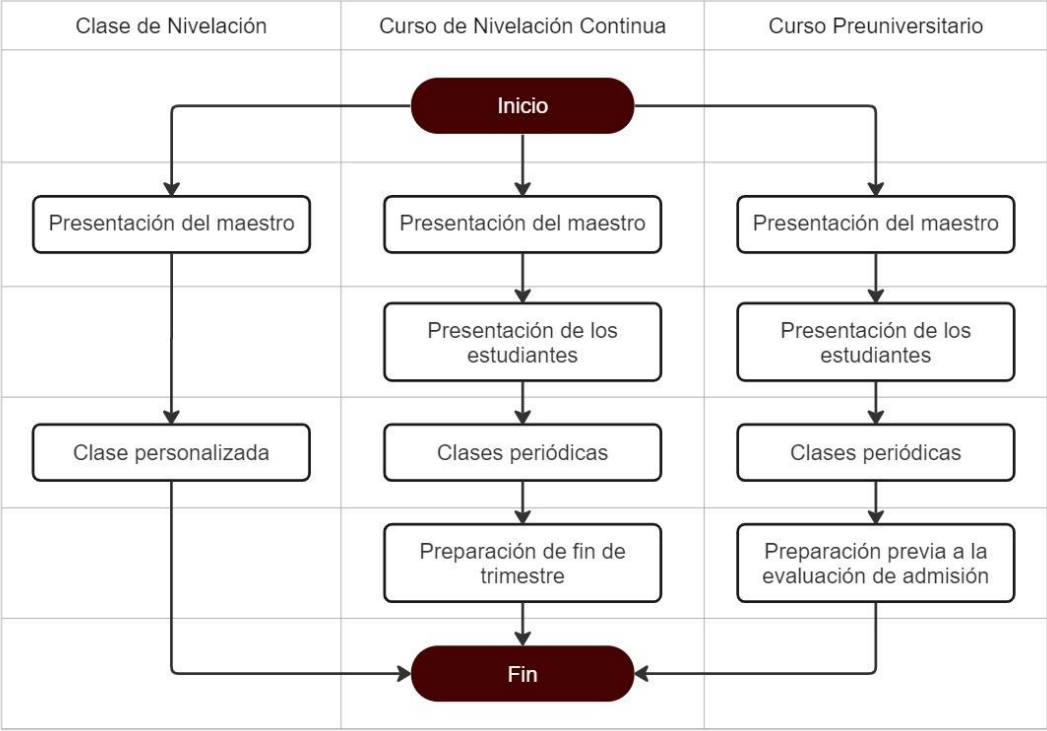 Clase de Nivelación
Curso de Nivelación Continua
Curso Preuniversitario
Inicio
Presentación del maestro
Presentación del maestro
Presentación del maestro
Presentación de los
estudiantes
Presentación de los
estudiantes
Clase personalizada
Clases periódicas
Clases periódicas
Preparación de fin de
trimestre
Preparación previa a la
evaluación de admisión
Fin